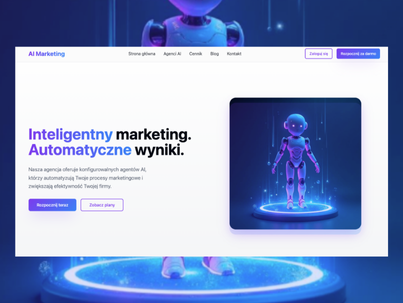 AI Marketing
Strona główna Agenci AI Cennik Blog Kontakt
Zaloguj się Rozpocznij za darmo
Inteligentny marketing.
Automatyczne wyniki.
Nasza agencja oferuje konfigurowalnych agentów AI,
którzy automatyzują Twoje procesy marketingowe i
zwiększają efektywność Twojej firmy.
Rozpocznij teraz Zobacz plany